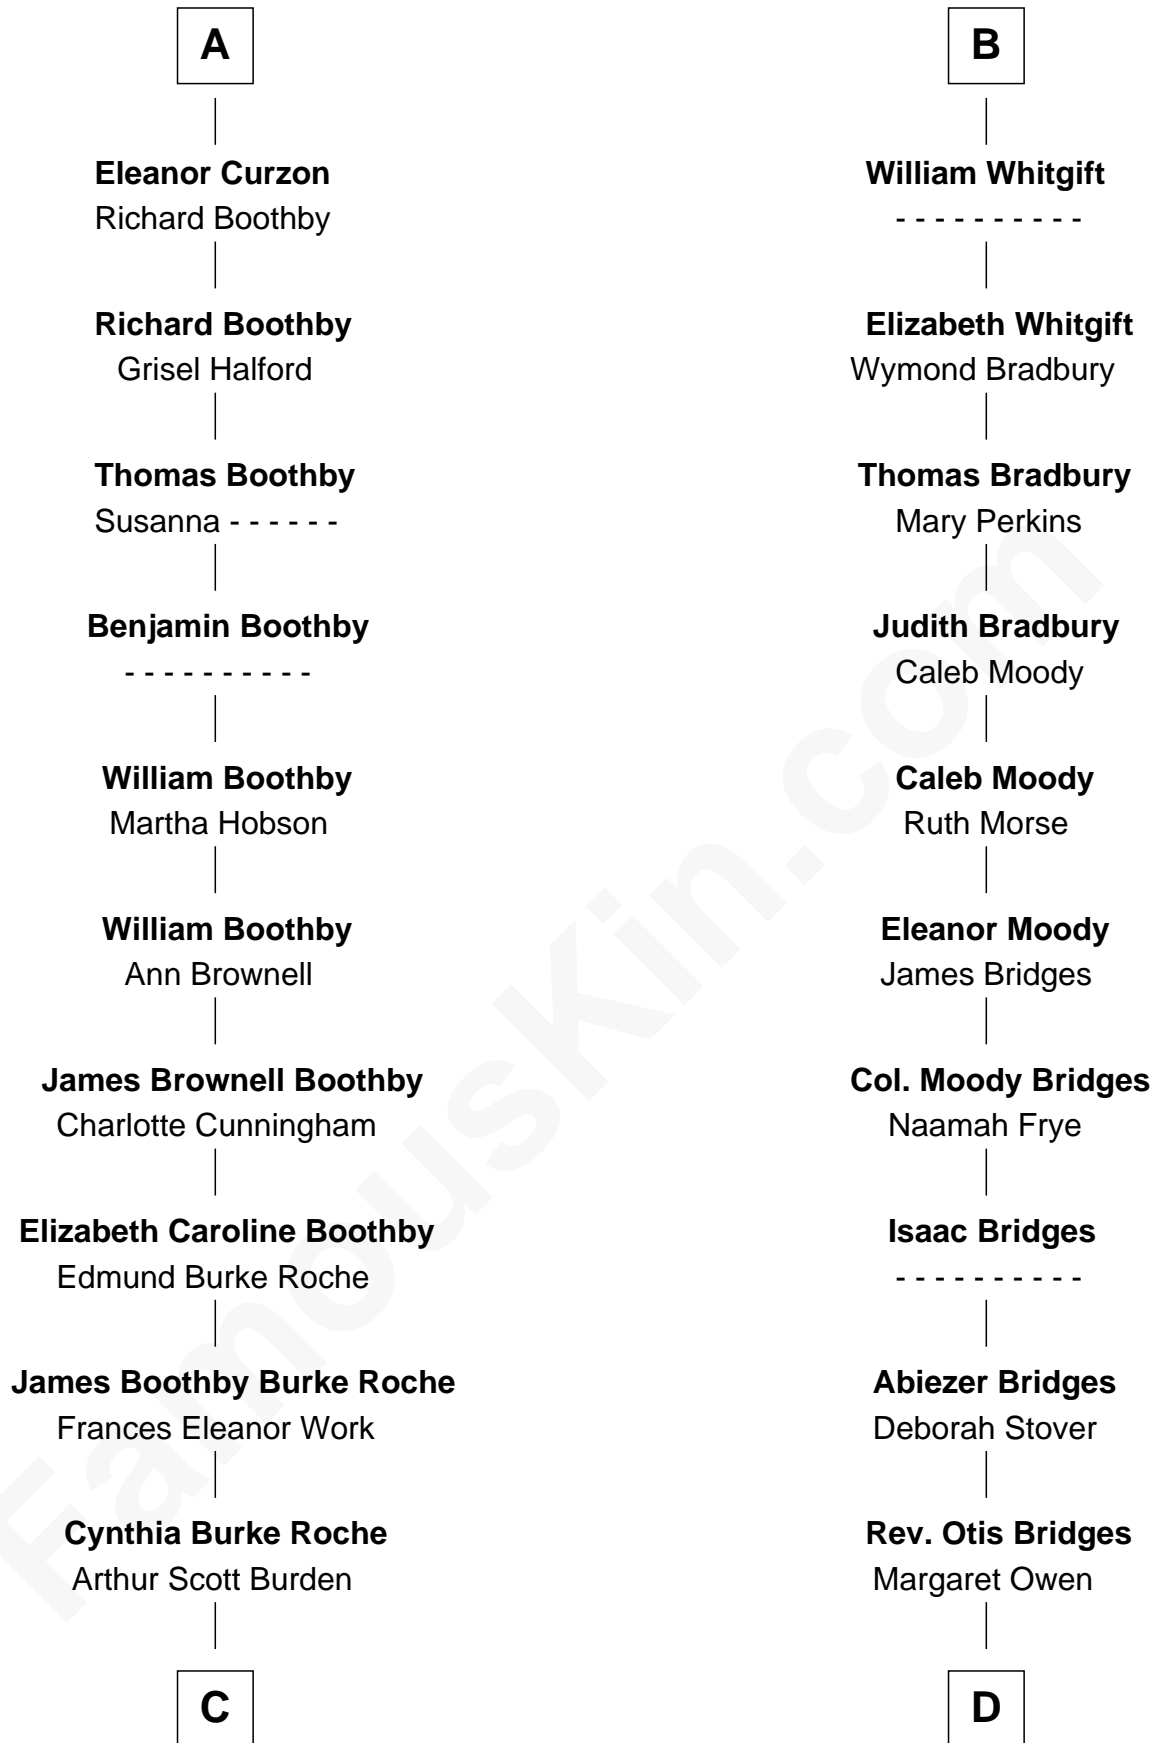 A
Eleanor Curzon
Richard Boothby
Richard Boothby
Grisel Halford
Thomas Boothby
Susanna - - - - - -
Benjamin Boothby
- - - - - - - - - -
William Boothby
Martha Hobson
William Boothby
Ann Brownell
James Brownell Boothby
Charlotte Cunningham
Elizabeth Caroline Boothby
Edmund Burke Roche
James Boothby Burke Roche
Frances Eleanor Work
Cynthia Burke Roche
Arthur Scott Burden
C
B
William Whitgift
- - - - - - - - - -
Elizabeth Whitgift
Wymond Bradbury
Thomas Bradbury
Mary Perkins
Judith Bradbury
Caleb Moody
Caleb Moody
Ruth Morse
Eleanor Moody
James Bridges
Col. Moody Bridges
Naamah Frye
Isaac Bridges
- - - - - - - - - -
Abiezer Bridges
Deborah Stover
Rev. Otis Bridges
Margaret Owen
D
FamousKin.com